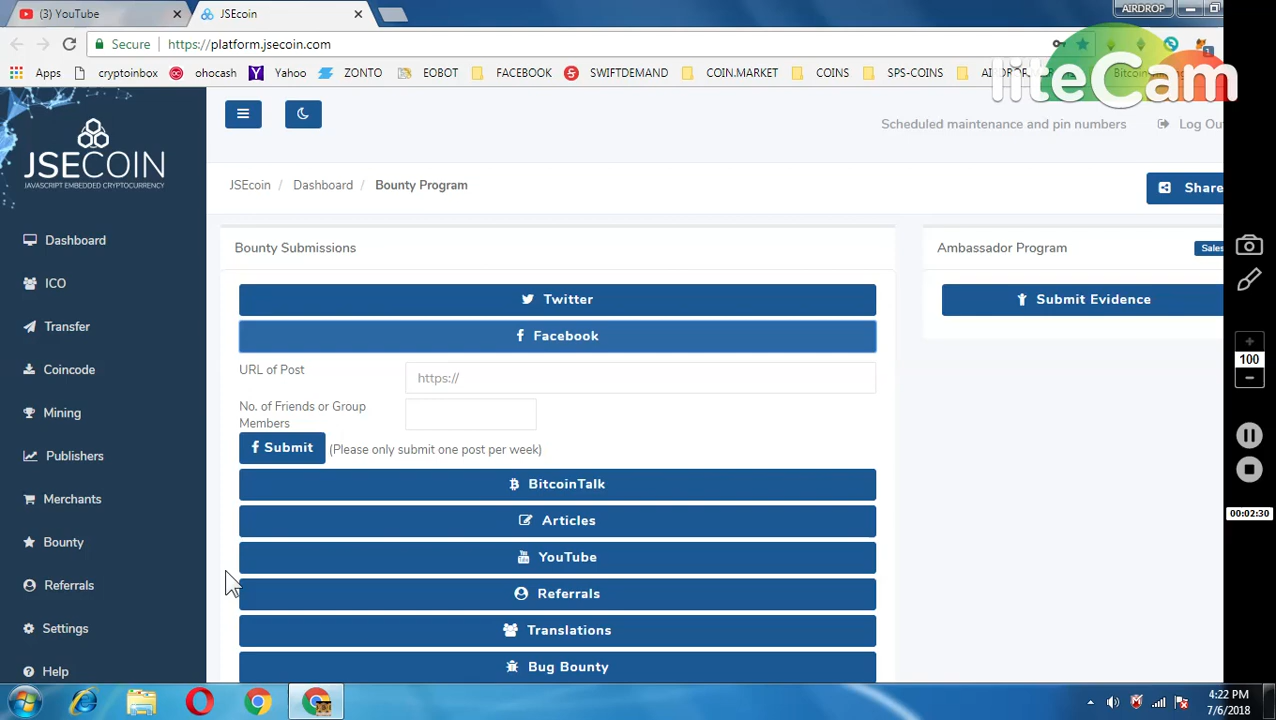 (3) YouTube
JSEcoin
AIRDROP
Secure
https://platform.jsecoin.com
1
Apps
cryptoinbox
ohocash
Yahoo
ZONTO
EOBOT
FACEBOOK
SWIFTDEMAND
COIN.MARKET
COINS
SPS-COINS
liteCam
JSECOIN
JAVASCRIPT EMBEDDED CRYPTOCURRENCY
Scheduled maintenance and pin numbers
Log Ou
JSEcoin / Dashboard / Bounty Program
Share
Dashboard
ICO
Transfer
Coincode
Mining
Publishers
Merchants
Bounty
Referrals
Settings
Help
Bounty Submissions
Twitter
Facebook
URL of Post
https://
No. of Friends or Group
Members
Submit (Please only submit one post per week)
BitcoinTalk
Articles
YouTube
Referrals
Translations
Bug Bounty
Ambassador Program
Sales
Submit Evidence
100
00:02:30
4:22 PM
7/6/2018